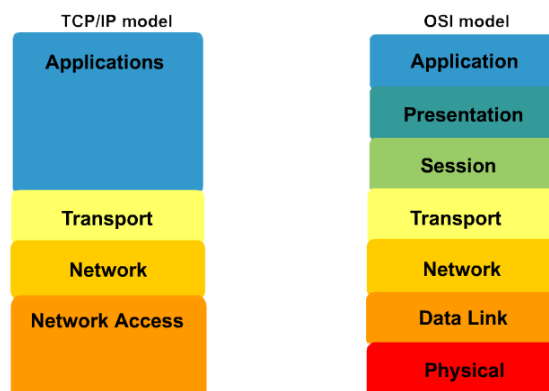 TCP/IP model
Applications
Transport
Network
Network Access
OSI model
Application
Presentation
Session
Transport
Network
Data Link
Physical